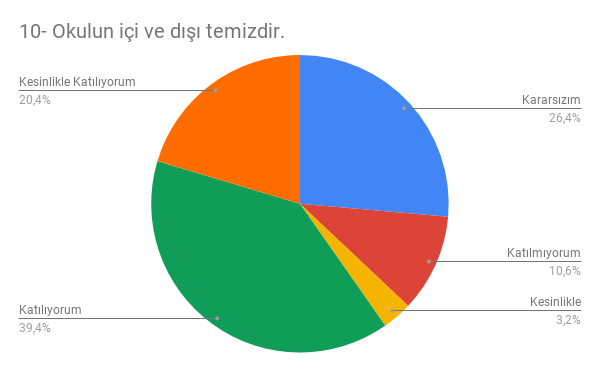 10- Okulun içi ve dışı temizdir.
Kesinlikle Katılıyorum
20,4%
Kararsızım
26,4%
Katılmıyorum
10,6%
Kesinlikle
3,2%
Katılıyorum
39,4%